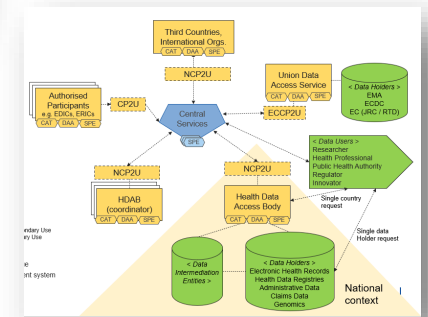 Third Countries,
International Orgs.
CAT DAA SPE
NCP2U
Authorised
Participants
e.g. EDICs, ERICs
CAT DAA SPE
CP2U
Central
Services
SPE
Union Data
Access Service
CAT DAA SPE
ECCP2U
< Data Holders >
EMA
ECDC
EC (JRC / RTD)
< Data Users >
Researcher
Health Professional
Public Health Authority
Regulator
Innovator
NCP2U
HDAB
(coordinator)
CAT DAA SPE
NCP2U
Health Data
Access Body
CAT DAA SPE
Single country
request
Single data
Holder request
ondary Use
ry Use
e
ent system
< Data
Intermediation
Entities >
< Data Holders >
Electronic Health Records
Health Data Registries
Administrative Data
Claims Data
Genomics
National
context